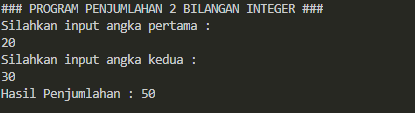 ### PROGRAM PENJUMLAHAN 2 BILANGAN INTEGER ###
Silahkan input angka pertama :
20
Silahkan input angka kedua :
30
Hasil Penjumlahan : 50